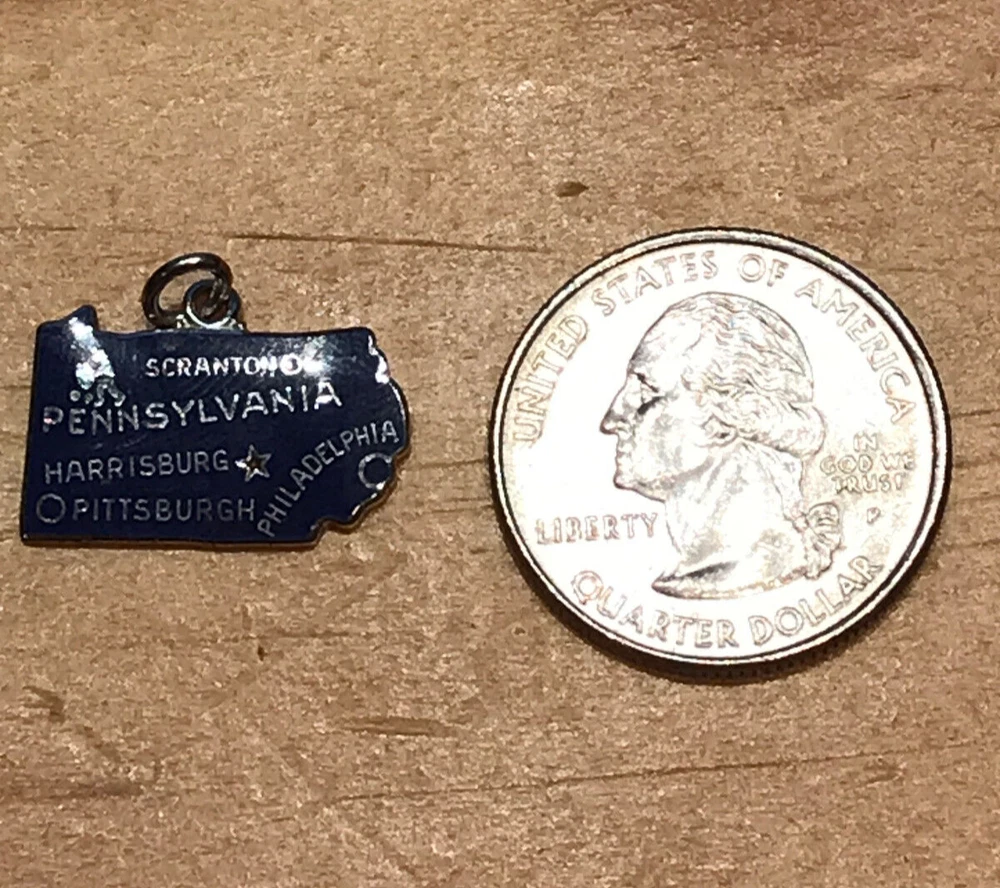 SCRANTON
PENNSYLVANIA
HARRISBURG
PITTSBURGH
PHILADELPHIA
UNITED STATES OF AMERICA
IN
GOD WE
TRUST
LIBERTY
P
QUARTER DOLLAR